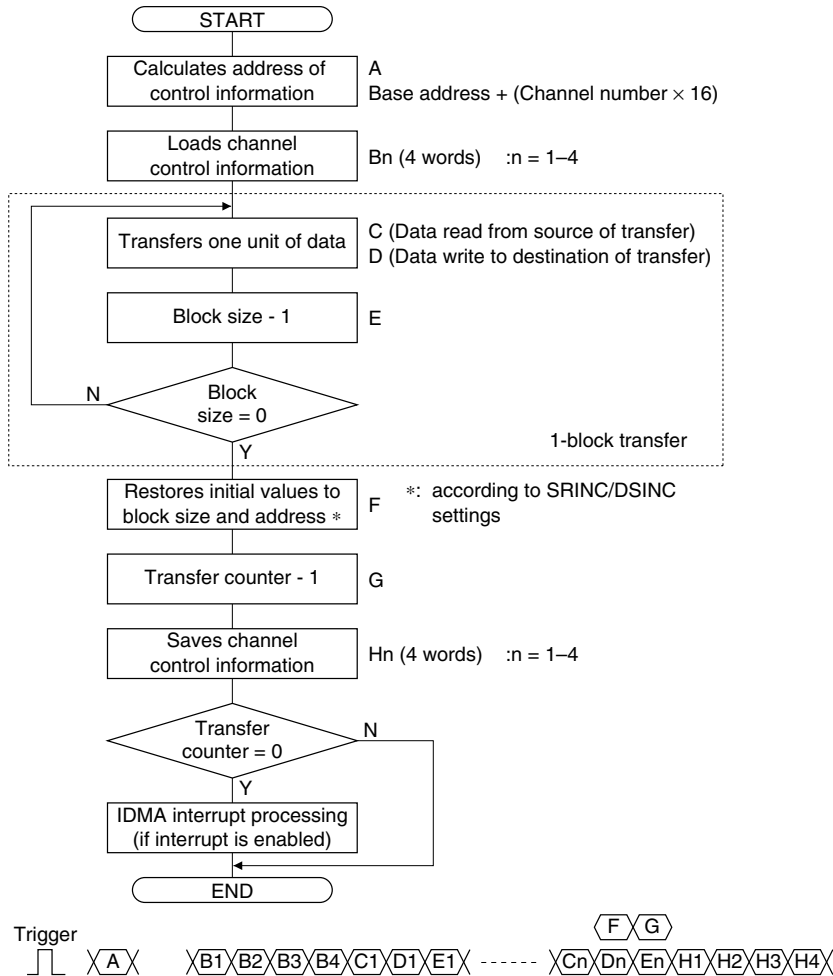 START
Calculates address of
control information
A
Base address + (Channel number × 16)
Loads channel
control information
Bn (4 words) :n = 1–4
Transfers one unit of data
C (Data read from source of transfer)
D (Data write to destination of transfer)
Block size - 1
E
N
Block
size = 0
Y
1-block transfer
Restores initial values to
block size and address *
F
*: according to SRINC/DSINC
settings
Transfer counter - 1
G
Saves channel
control information
Hn (4 words) :n = 1–4
Transfer
counter = 0
N
Y
IDMA interrupt processing
(if interrupt is enabled)
END
F G
Trigger
A B1 B2 B3 B4 C1 D1 E1 ------ Cn Dn En H1 H2 H3 H4